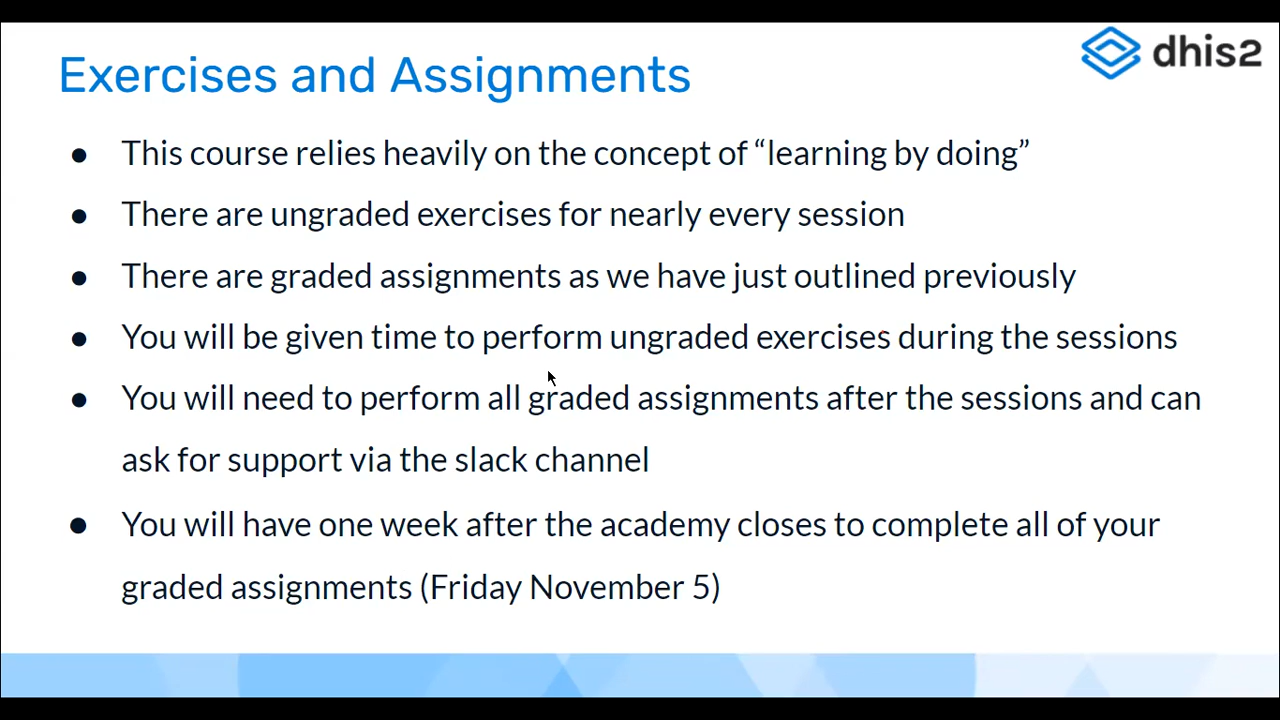 Exercises and Assignments
dhis2
● This course relies heavily on the concept of “learning by doing”
● There are ungraded exercises for nearly every session
● There are graded assignments as we have just outlined previously
● You will be given time to perform ungraded exercises during the sessions
● You will need to perform all graded assignments after the sessions and can
ask for support via the slack channel
● You will have one week after the academy closes to complete all of your
graded assignments (Friday November 5)